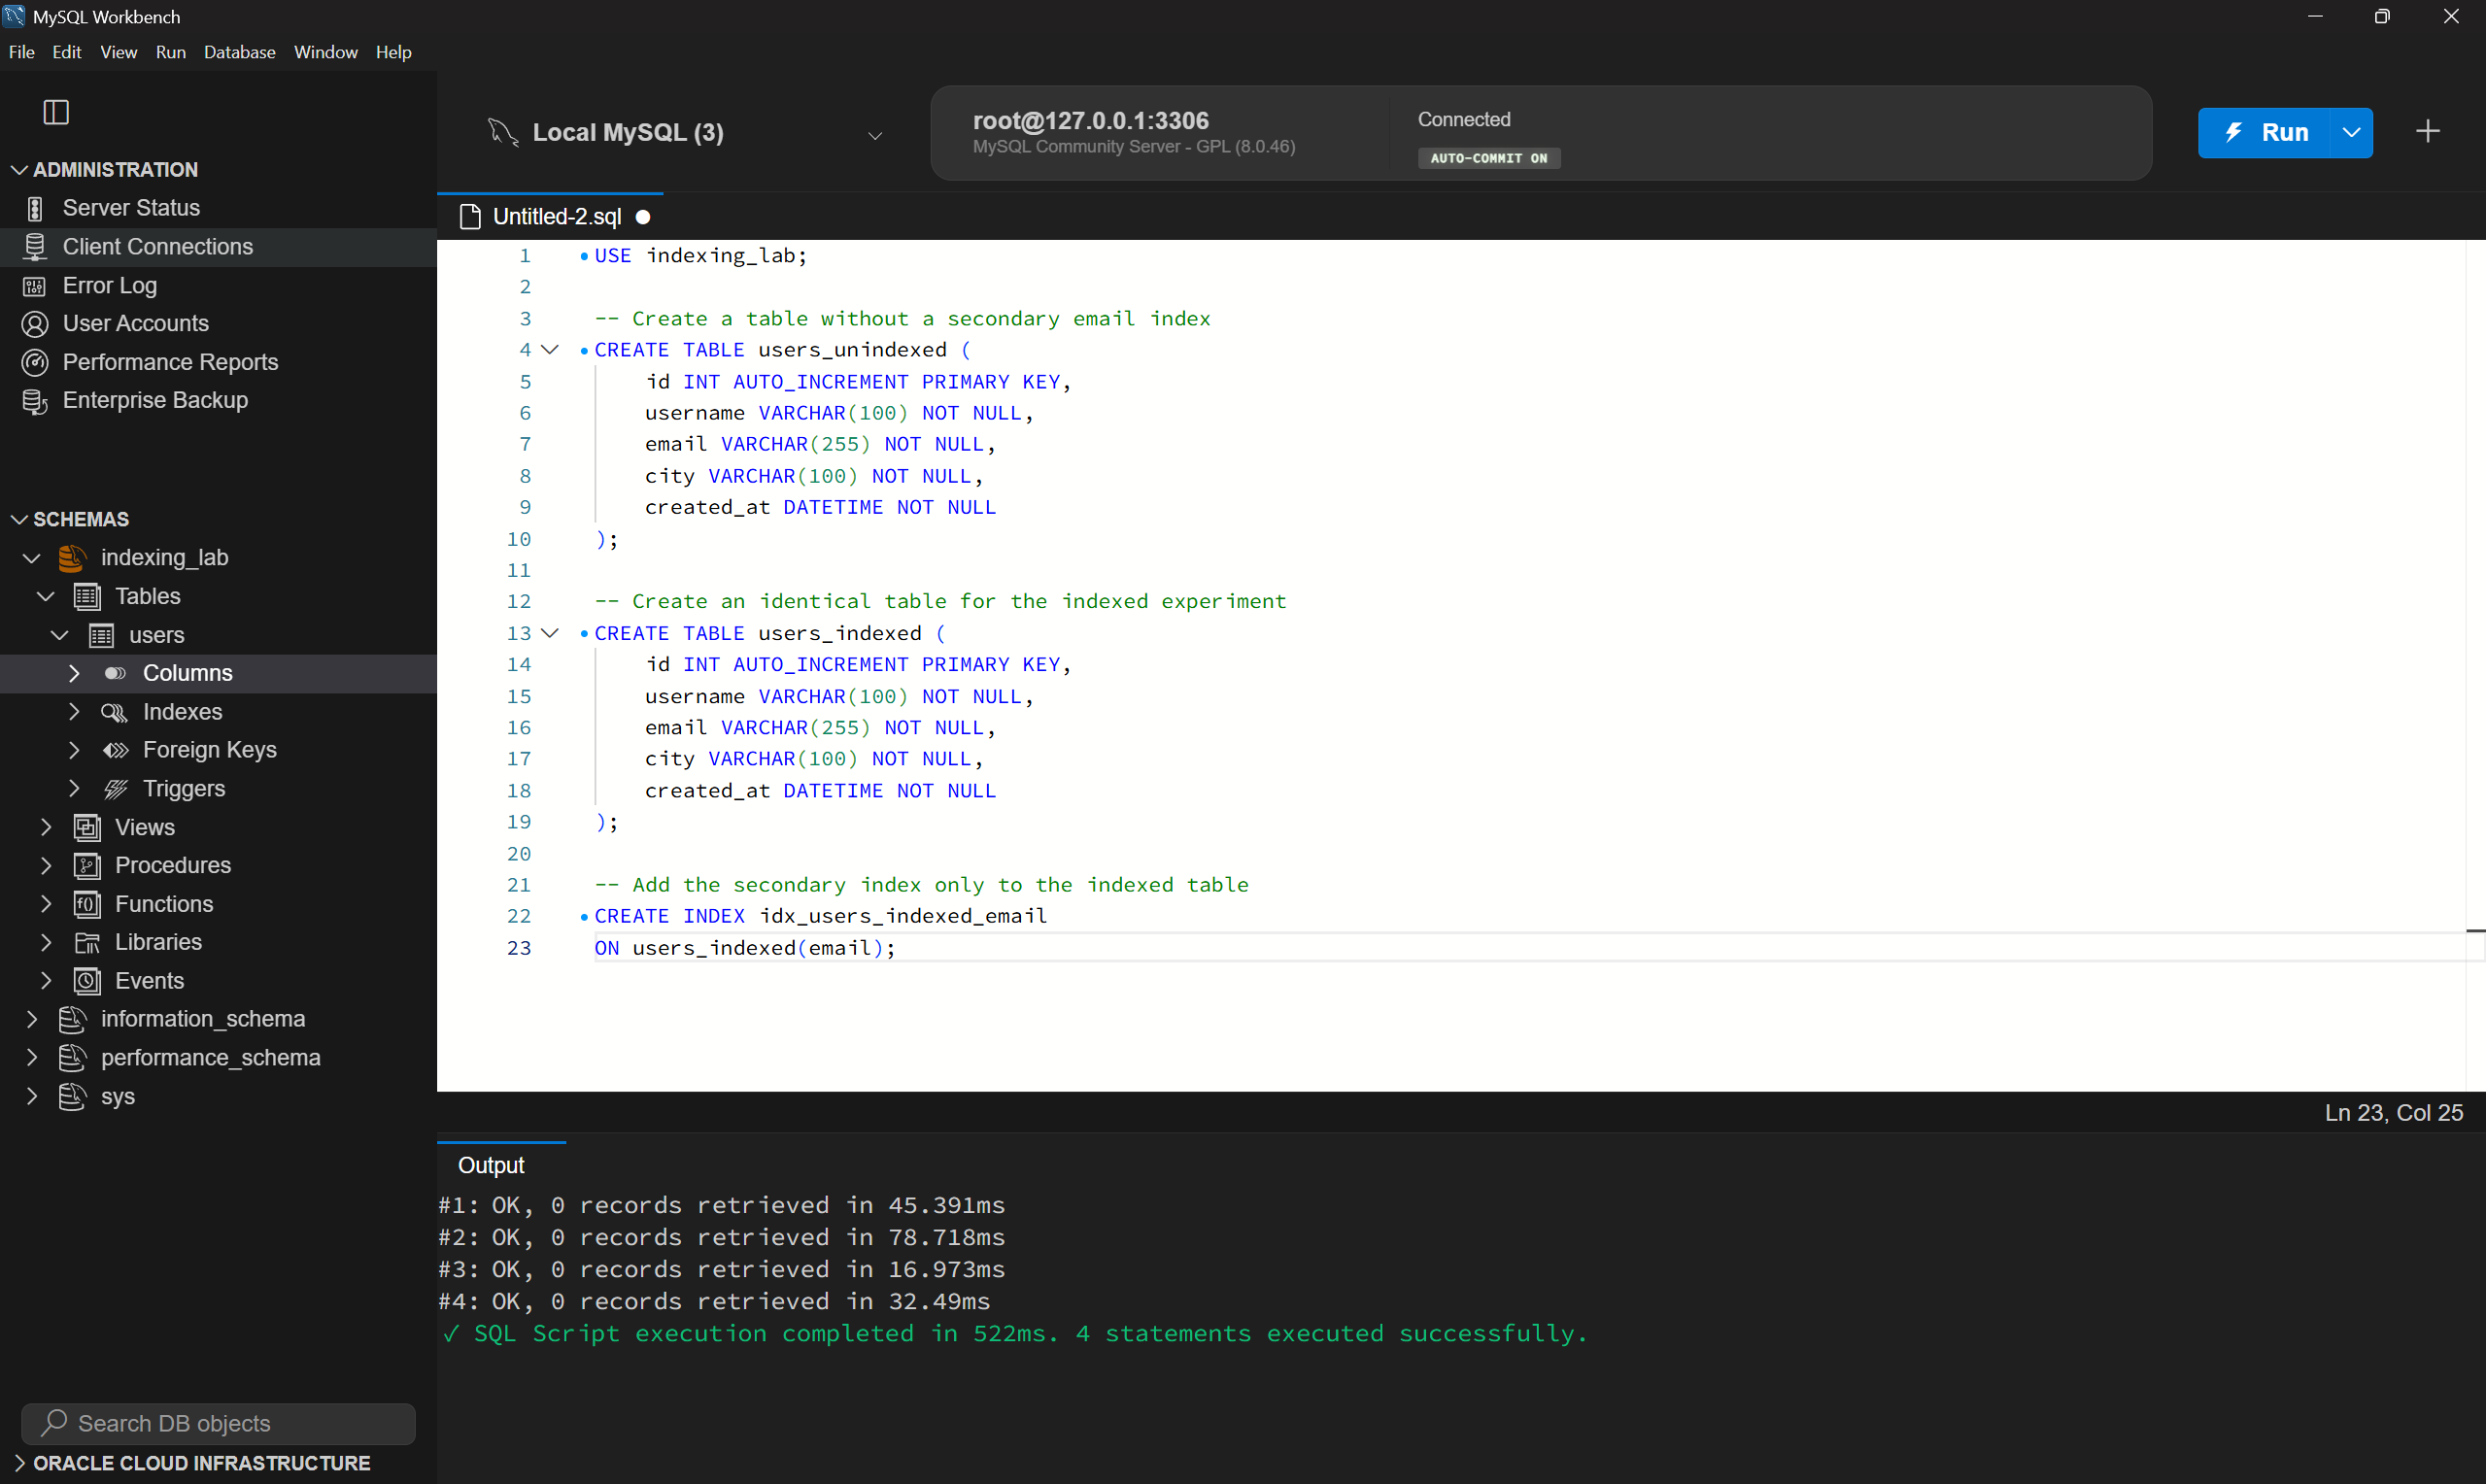 MySQL Workbench
File Edit View Run Database Window Help
ADMINISTRATION
Server Status
Client Connections
Error Log
User Accounts
Performance Reports
Enterprise Backup
SCHEMAS
indexing_lab
Tables
users
Columns
Indexes
Foreign Keys
Triggers
Views
Procedures
Functions
Libraries
Events
information_schema
performance_schema
sys
Search DB objects
ORACLE CLOUD INFRASTRUCTURE
Local MySQL (3)
root@127.0.0.1:3306
MySQL Community Server - GPL (8.0.46)
Connected
AUTO-COMMIT ON
Run
Untitled-2.sql
1 USE indexing_lab;
2
3 -- Create a table without a secondary email index
4 CREATE TABLE users_unindexed (
5 id INT AUTO_INCREMENT PRIMARY KEY,
6 username VARCHAR(100) NOT NULL,
7 email VARCHAR(255) NOT NULL,
8 city VARCHAR(100) NOT NULL,
9 created_at DATETIME NOT NULL
10 );
11
12 -- Create an identical table for the indexed experiment
13 CREATE TABLE users_indexed (
14 id INT AUTO_INCREMENT PRIMARY KEY,
15 username VARCHAR(100) NOT NULL,
16 email VARCHAR(255) NOT NULL,
17 city VARCHAR(100) NOT NULL,
18 created_at DATETIME NOT NULL
19 );
20
21 -- Add the secondary index only to the indexed table
22 CREATE INDEX idx_users_indexed_email
23 ON users_indexed(email);
Ln 23, Col 25
Output
#1: OK, 0 records retrieved in 45.391ms
#2: OK, 0 records retrieved in 78.718ms
#3: OK, 0 records retrieved in 16.973ms
#4: OK, 0 records retrieved in 32.49ms
✓ SQL Script execution completed in 522ms. 4 statements executed successfully.